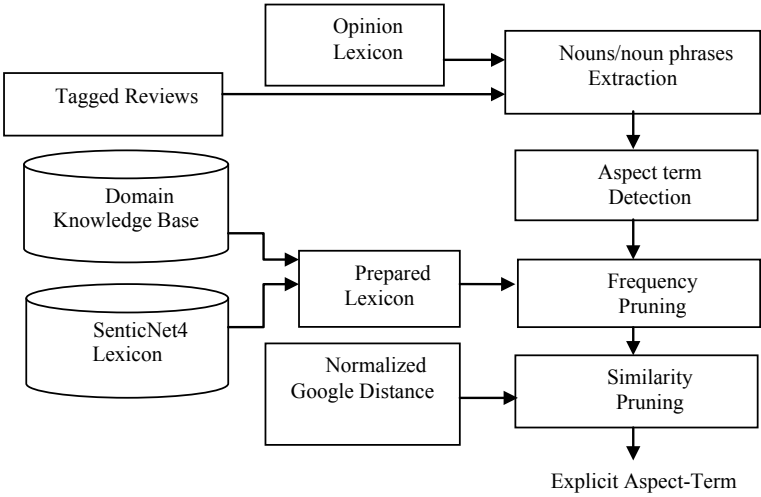 Opinion
Lexicon
Nouns/noun phrases
Extraction
Tagged Reviews
Aspect term
Detection
Domain
Knowledge Base
Prepared
Lexicon
Frequency
Pruning
SenticNet4
Lexicon
Normalized
Google Distance
Similarity
Pruning
Explicit Aspect-Term